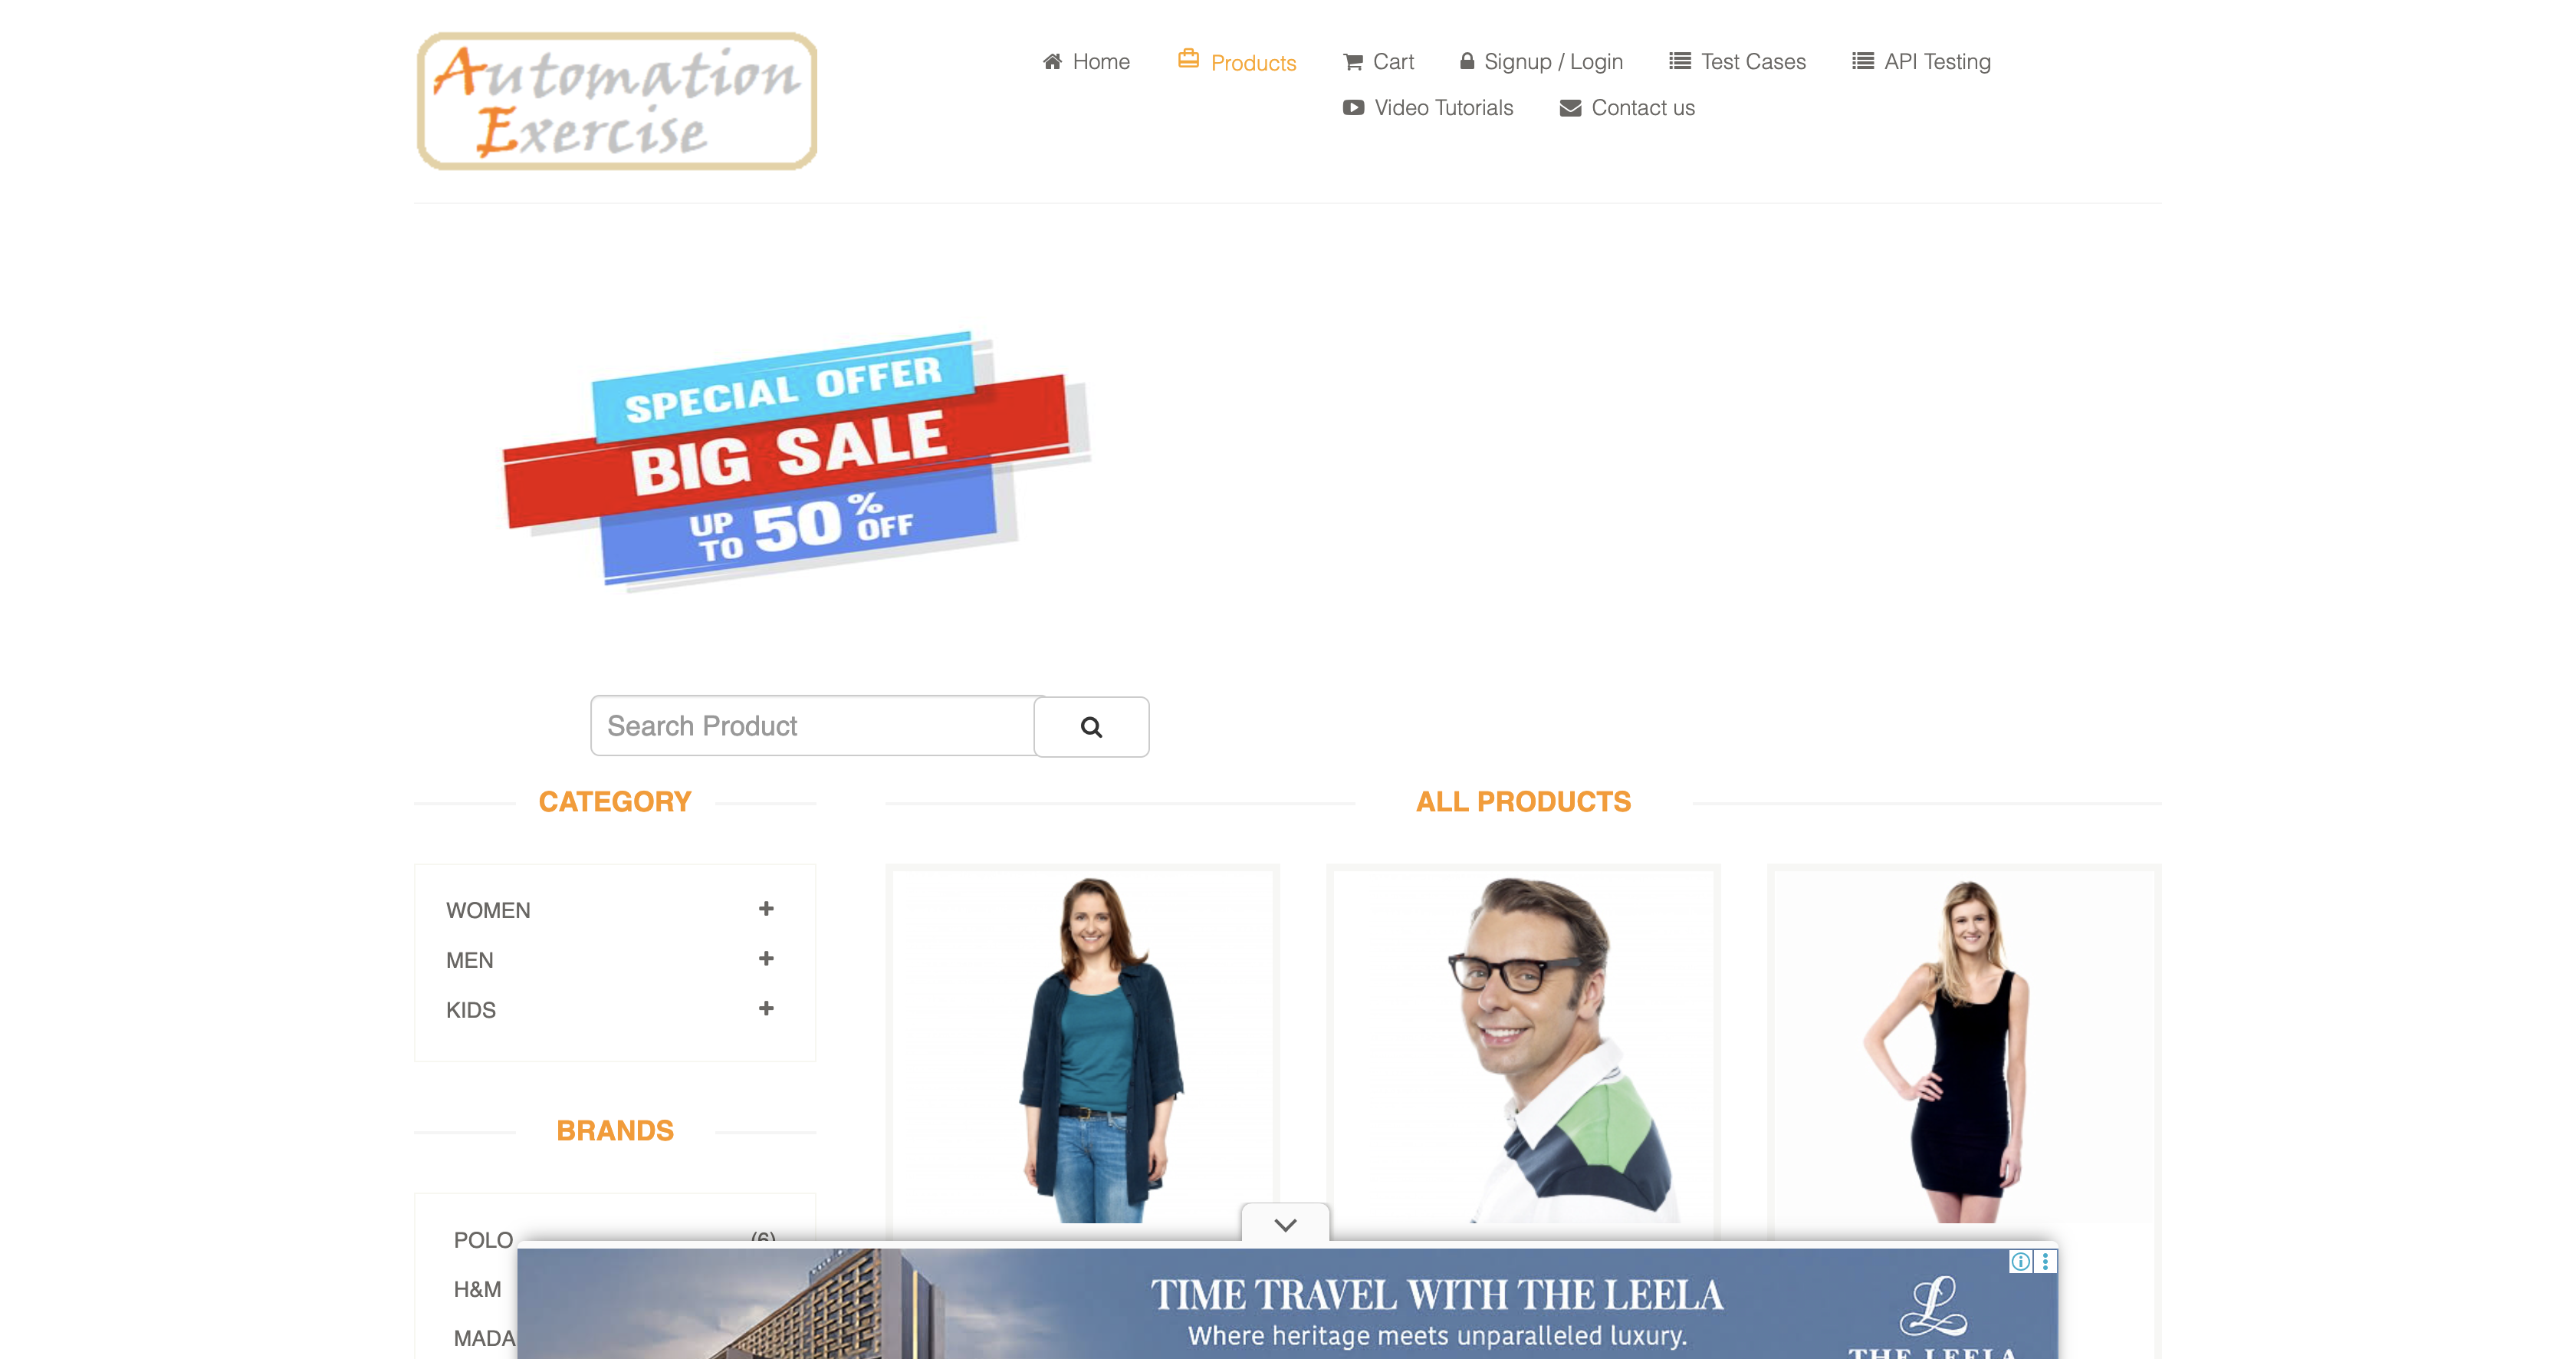 Automation
Exercise
Home
Products
Cart
Signup / Login
Test Cases
API Testing
Video Tutorials
Contact us
SPECIAL OFFER
BIG SALE
UP TO 50% OFF
Search Product
CATEGORY
WOMEN
MEN
KIDS
BRANDS
POLO (6)
H&M
MADA
ALL PRODUCTS
TIME TRAVEL WITH THE LEELA
Where heritage meets unparalleled luxury.
THE LEELA